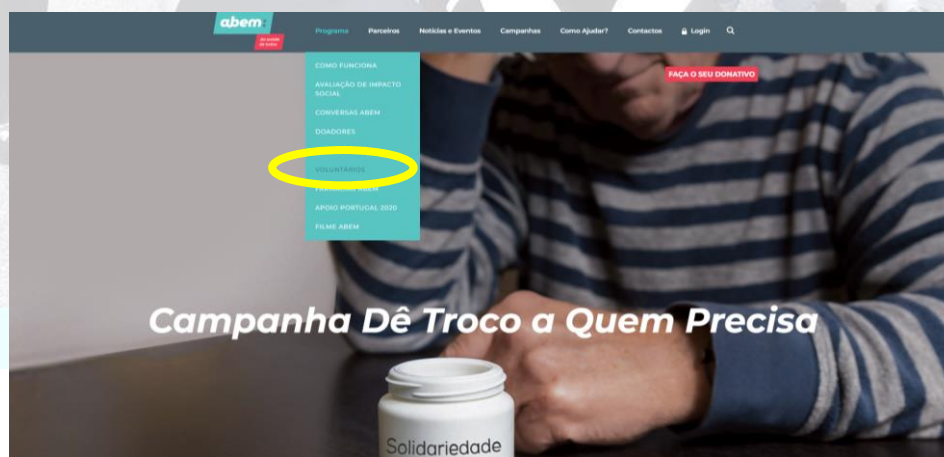 abem:
Programa Parceiros Notícias e Eventos Campanhas Como Ajudar? Contactos Login
COMO FUNCIONA
AVALIAÇÃO DE IMPACTO
SOCIAL
CONVERSAS ABEM
DOADORES
VOLUNTÁRIOS
APOIO PORTUGAL 2020
FILME ABEM
FAÇA O SEU DONATIVO
Campanha Dê Troco a Quem Precisa
Solidariedade